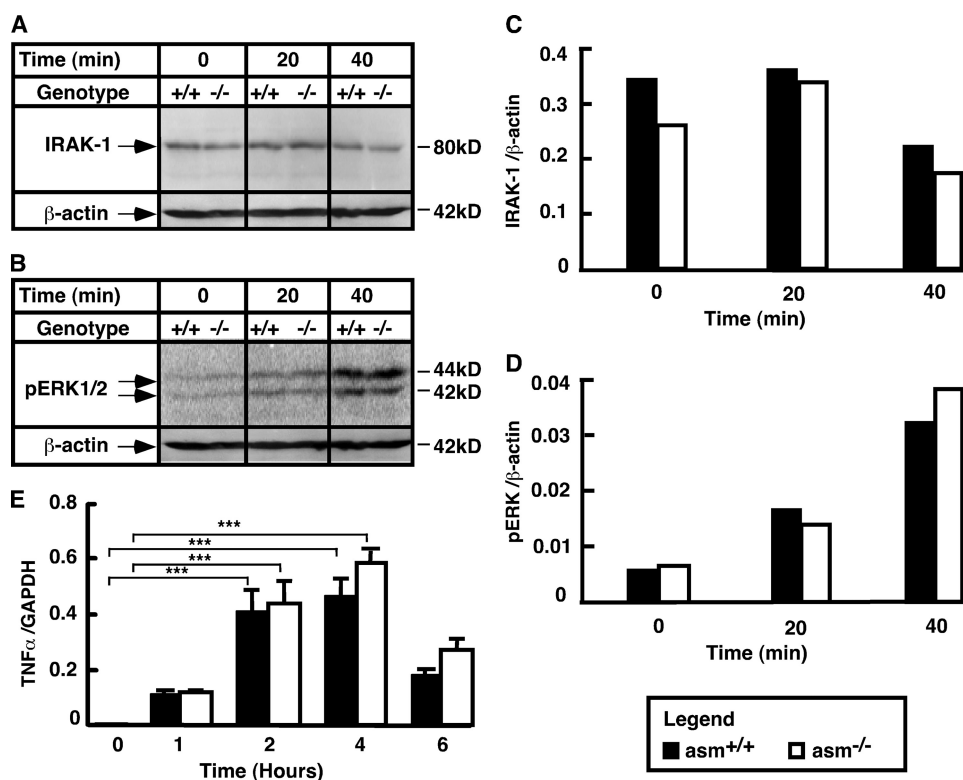 A
Time (min) 0 20 40
Genotype +/+ -/- +/+ -/- +/+ -/-
IRAK-1 80kD
β-actin 42kD
B
Time (min) 0 20 40
Genotype +/+ -/- +/+ -/- +/+ -/-
pERK1/2 44kD
42kD
β-actin 42kD
C
IRAK-1/β-actin
0.4
0.3
0.2
0.1
0
0 20 40
Time (min)
D
pERK/β-actin
0.04
0.03
0.02
0.01
0
0 20 40
Time (min)
E
TNFα/GAPDH
0.8
0.6
0.4
0.2
0
***
***
***
***
0 1 2 4 6
Time (Hours)
Legend
asm+/+ asm-/-